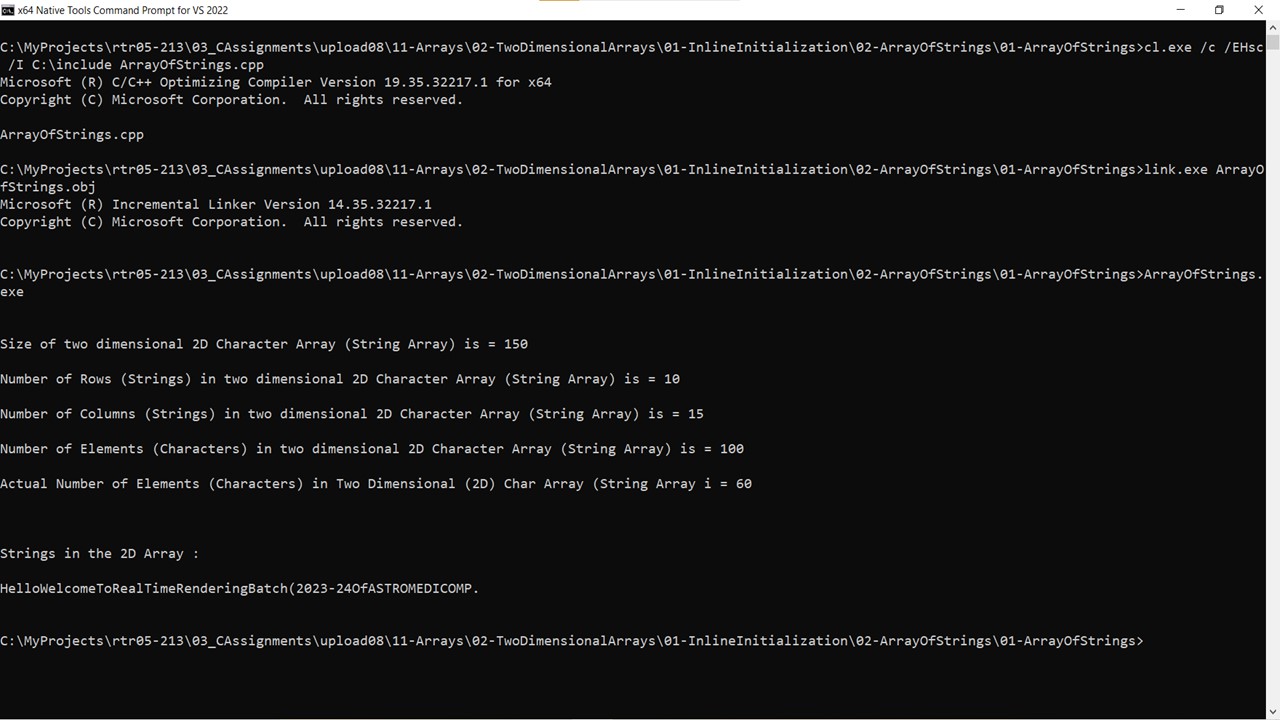 x64 Native Tools Command Prompt for VS 2022
C:\MyProjects\rtr05-213\03_CAssignments\upload08\11-Arrays\02-TwoDimensionalArrays\01-InlineInitialization\02-ArrayOfStrings\01-ArrayOfStrings>cl.exe /c /EHsc
/I C:\include ArrayOfStrings.cpp
Microsoft (R) C/C++ Optimizing Compiler Version 19.35.32217.1 for x64
Copyright (C) Microsoft Corporation.  All rights reserved.
ArrayOfStrings.cpp
C:\MyProjects\rtr05-213\03_CAssignments\upload08\11-Arrays\02-TwoDimensionalArrays\01-InlineInitialization\02-ArrayOfStrings\01-ArrayOfStrings>link.exe ArrayO
fStrings.obj
Microsoft (R) Incremental Linker Version 14.35.32217.1
Copyright (C) Microsoft Corporation.  All rights reserved.
C:\MyProjects\rtr05-213\03_CAssignments\upload08\11-Arrays\02-TwoDimensionalArrays\01-InlineInitialization\02-ArrayOfStrings\01-ArrayOfStrings>ArrayOfStrings.
exe
Size of two dimensional 2D Character Array (String Array) is = 150
Number of Rows (Strings) in two dimensional 2D Character Array (String Array) is = 10
Number of Columns (Strings) in two dimensional 2D Character Array (String Array) is = 15
Number of Elements (Characters) in two dimensional 2D Character Array (String Array) is = 100
Actual Number of Elements (Characters) in Two Dimensional (2D) Char Array (String Array i = 60
Strings in the 2D Array :
HelloWelcomeToRealTimeRenderingBatch(2023-24OfASTROMEDICOMP.
C:\MyProjects\rtr05-213\03_CAssignments\upload08\11-Arrays\02-TwoDimensionalArrays\01-InlineInitialization\02-ArrayOfStrings\01-ArrayOfStrings>